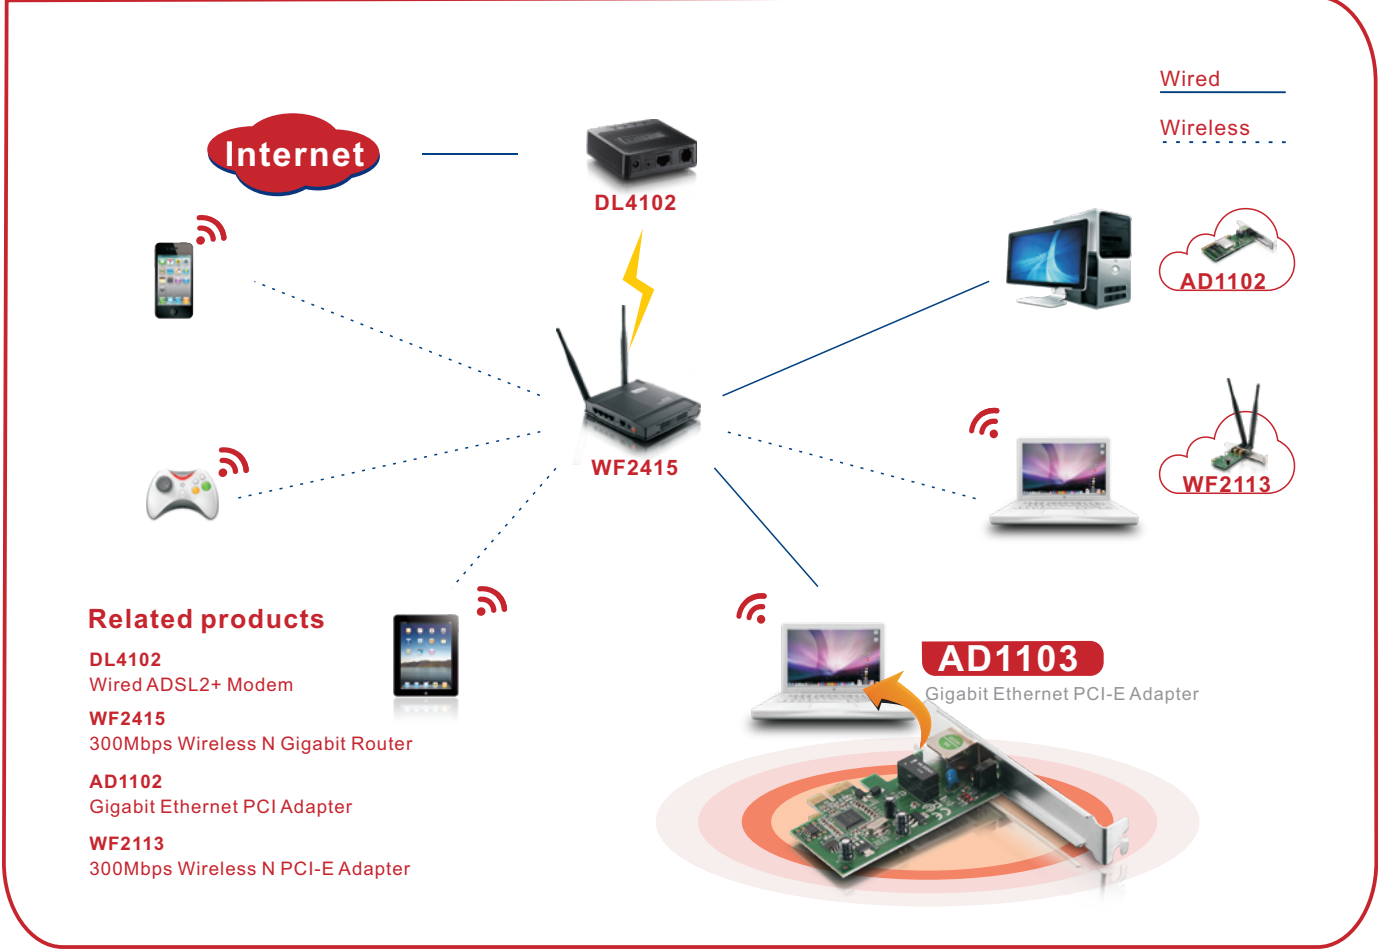 Wired
Wireless
Internet
DL4102
AD1102
WF2415
WF2113
Related products
DL4102
Wired ADSL2+ Modem
WF2415
300Mbps Wireless N Gigabit Router
AD1102
Gigabit Ethernet PCI Adapter
WF2113
300Mbps Wireless N PCI-E Adapter
AD1103
Gigabit Ethernet PCI-E Adapter